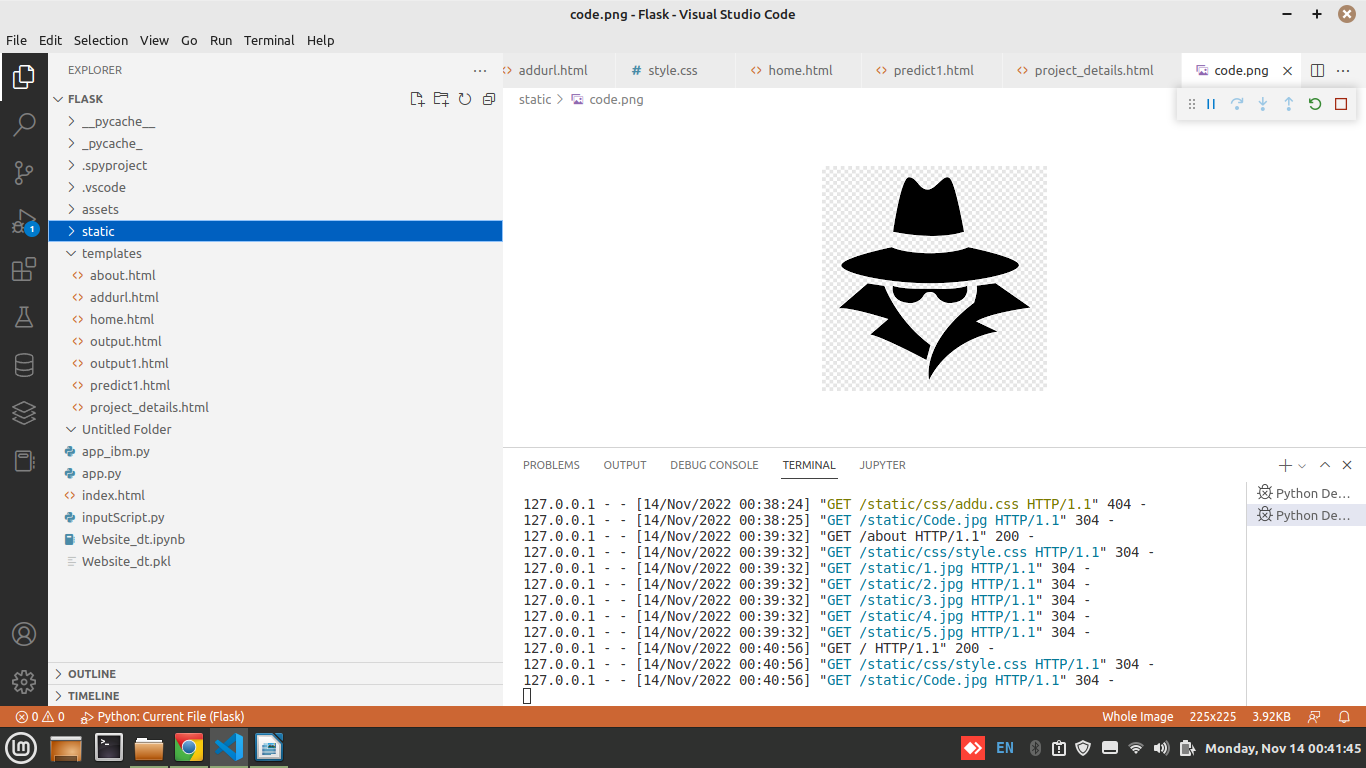 code.png - Flask - Visual Studio Code
File Edit Selection View Go Run Terminal Help
EXPLORER
FLASK
__pycache__
_pycache_
.spyproject
.vscode
assets
static
templates
about.html
addurl.html
home.html
output.html
output1.html
predict1.html
project_details.html
Untitled Folder
app_ibm.py
app.py
index.html
inputScript.py
Website_dt.ipynb
Website_dt.pkl
OUTLINE
TIMELINE
1
addurl.html # style.css home.html predict1.html project_details.html code.png
static > code.png
PROBLEMS OUTPUT DEBUG CONSOLE TERMINAL JUPYTER
127.0.0.1 - - [14/Nov/2022 00:38:24] "GET /static/css/addu.css HTTP/1.1" 404 -
127.0.0.1 - - [14/Nov/2022 00:38:25] "GET /static/Code.jpg HTTP/1.1" 304 -
127.0.0.1 - - [14/Nov/2022 00:39:32] "GET /about HTTP/1.1" 200 -
127.0.0.1 - - [14/Nov/2022 00:39:32] "GET /static/css/style.css HTTP/1.1" 304 -
127.0.0.1 - - [14/Nov/2022 00:39:32] "GET /static/1.jpg HTTP/1.1" 304 -
127.0.0.1 - - [14/Nov/2022 00:39:32] "GET /static/2.jpg HTTP/1.1" 304 -
127.0.0.1 - - [14/Nov/2022 00:39:32] "GET /static/3.jpg HTTP/1.1" 304 -
127.0.0.1 - - [14/Nov/2022 00:39:32] "GET /static/4.jpg HTTP/1.1" 304 -
127.0.0.1 - - [14/Nov/2022 00:39:32] "GET /static/5.jpg HTTP/1.1" 304 -
127.0.0.1 - - [14/Nov/2022 00:40:56] "GET / HTTP/1.1" 200 -
127.0.0.1 - - [14/Nov/2022 00:40:56] "GET /static/css/style.css HTTP/1.1" 304 -
127.0.0.1 - - [14/Nov/2022 00:40:56] "GET /static/Code.jpg HTTP/1.1" 304 -
Python De...
Python De...
0 0 Python: Current File (Flask) Whole Image 225x225 3.92KB
EN Monday, Nov 14 00:41:45